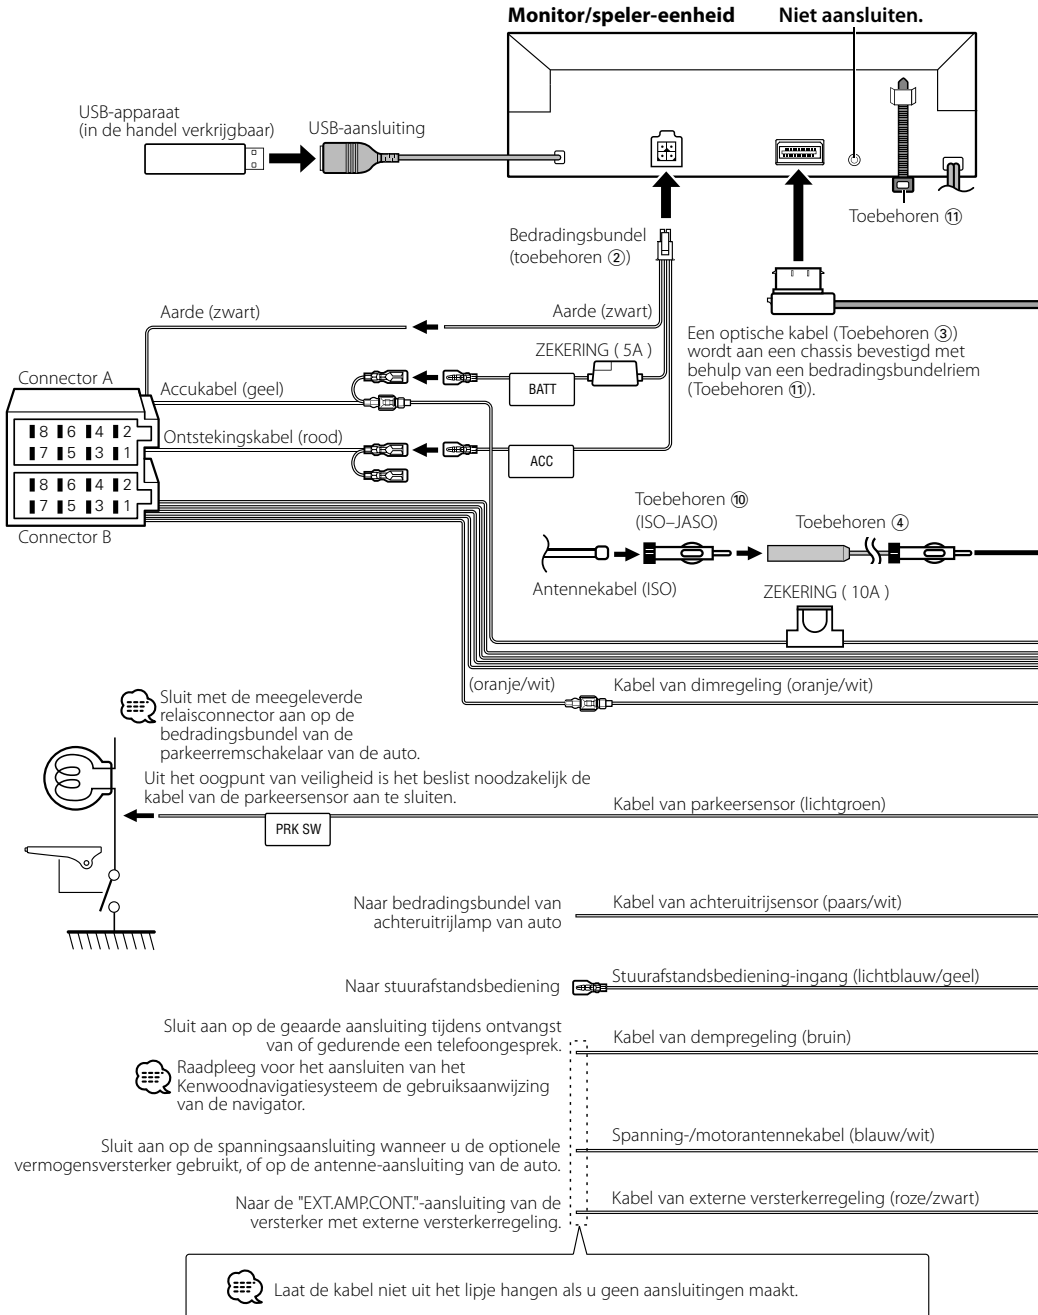 Monitor/speler-eenheid
Niet aansluiten.
USB-apparaat
(in de handel verkrijgbaar)
USB-aansluiting
Toebehoren ⑪
Bedradingsbundel
(toebehoren ②)
Aarde (zwart)
Aarde (zwart)
ZEKERING ( 5A )
Een optische kabel (Toebehoren ③)
wordt aan een chassis bevestigd met
behulp van een bedradingsbundelriem
(Toebehoren ⑪).
Connector A
Accukabel (geel)
BATT
8 6 4 2
7 5 3 1
Ontstekingskabel (rood)
ACC
8 6 4 2
7 5 3 1
Connector B
Toebehoren ⑩
(ISO–JASO)
Toebehoren ④
Antennekabel (ISO)
ZEKERING ( 10A )
(oranje/wit)
Kabel van dimregeling (oranje/wit)
Sluit met de meegeleverde
relaisconnector aan op de
bedradingsbundel van de
parkeerremschakelaar van de auto.
Uit het oogpunt van veiligheid is het beslist noodzakelijk de
kabel van de parkeersensor aan te sluiten.
Kabel van parkeersensor (lichtgroen)
PRK SW
Naar bedradingsbundel van
achteruitrijlamp van auto
Kabel van achteruitrijsensor (paars/wit)
Naar stuurafstandsbediening
Stuurafstandsbediening-ingang (lichtblauw/geel)
Sluit aan op de geaarde aansluiting tijdens ontvangst
van of gedurende een telefoongesprek.
Kabel van dempregeling (bruin)
Raadpleeg voor het aansluiten van het
Kenwoodnavigatiesysteem de gebruiksaanwijzing
van de navigator.
Sluit aan op de spanningsaansluiting wanneer u de optionele
vermogensversterker gebruikt, of op de antenne-aansluiting van de auto.
Spanning-/motorantennekabel (blauw/wit)
Naar de "EXT.AMP.CONT."-aansluiting van de
versterker met externe versterkerregeling.
Kabel van externe versterkerregeling (roze/zwart)
Laat de kabel niet uit het lipje hangen als u geen aansluitingen maakt.